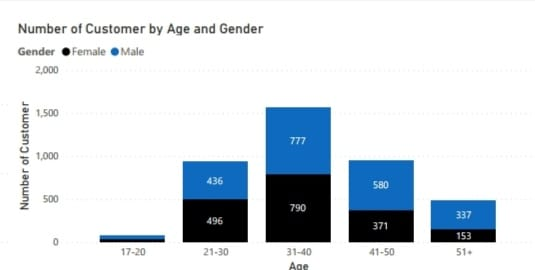 Number of Customer by Age and Gender
Gender Female Male
2,000
1,500
1,000
500
0
Number of Customer
436
496
777
790
580
371
337
153
17-20 21-30 31-40 41-50 51+
Age